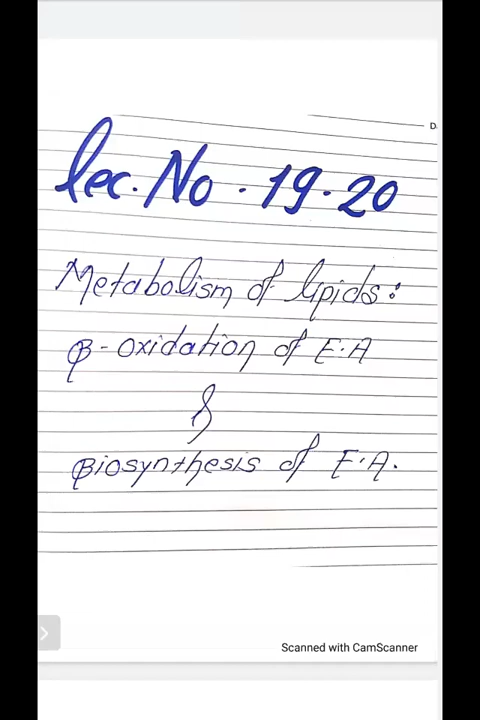 D
Lec. No . 19.20
Metabolism of lipids:
β-oxidation of F.A
&
Biosynthesis of F.A.
Scanned with CamScanner